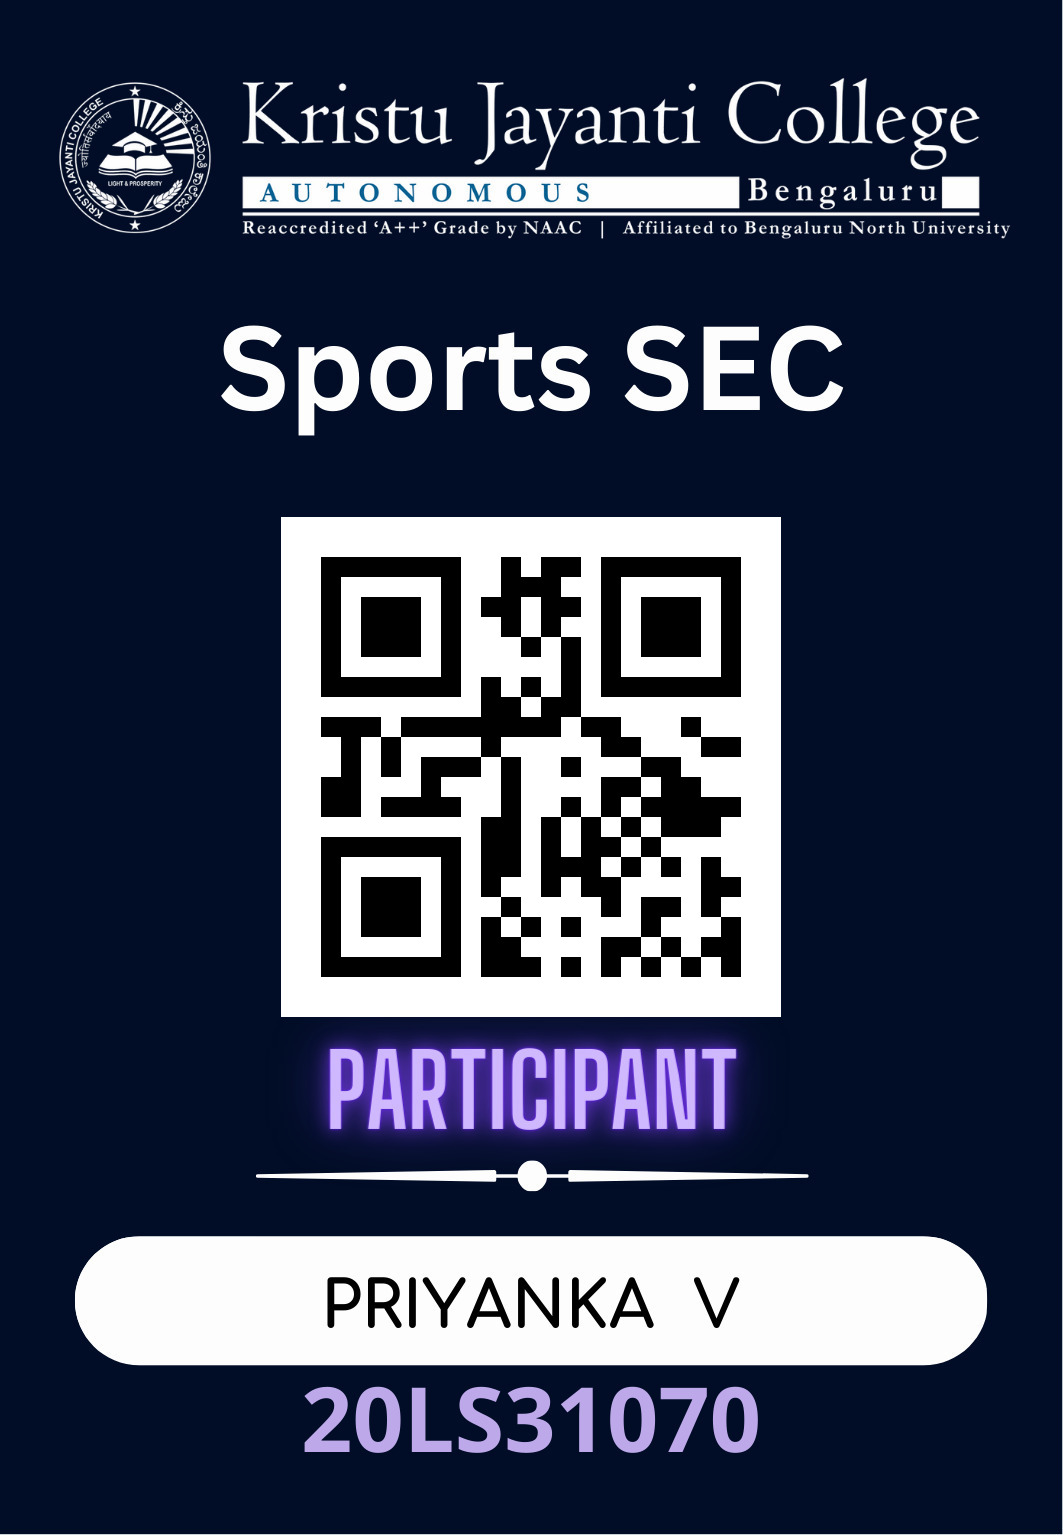 KRISTU JAYANTI COLLEGE
ज्योतिसंवादयाय
LIGHT & PROSPERITY
Kristu Jayanti College
AUTONOMOUS Bengaluru
Reaccredited ‘A++’ Grade by NAAC | Affiliated to Bengaluru North University
Sports SEC
PARTICIPANT
PRIYANKA V
20LS31070